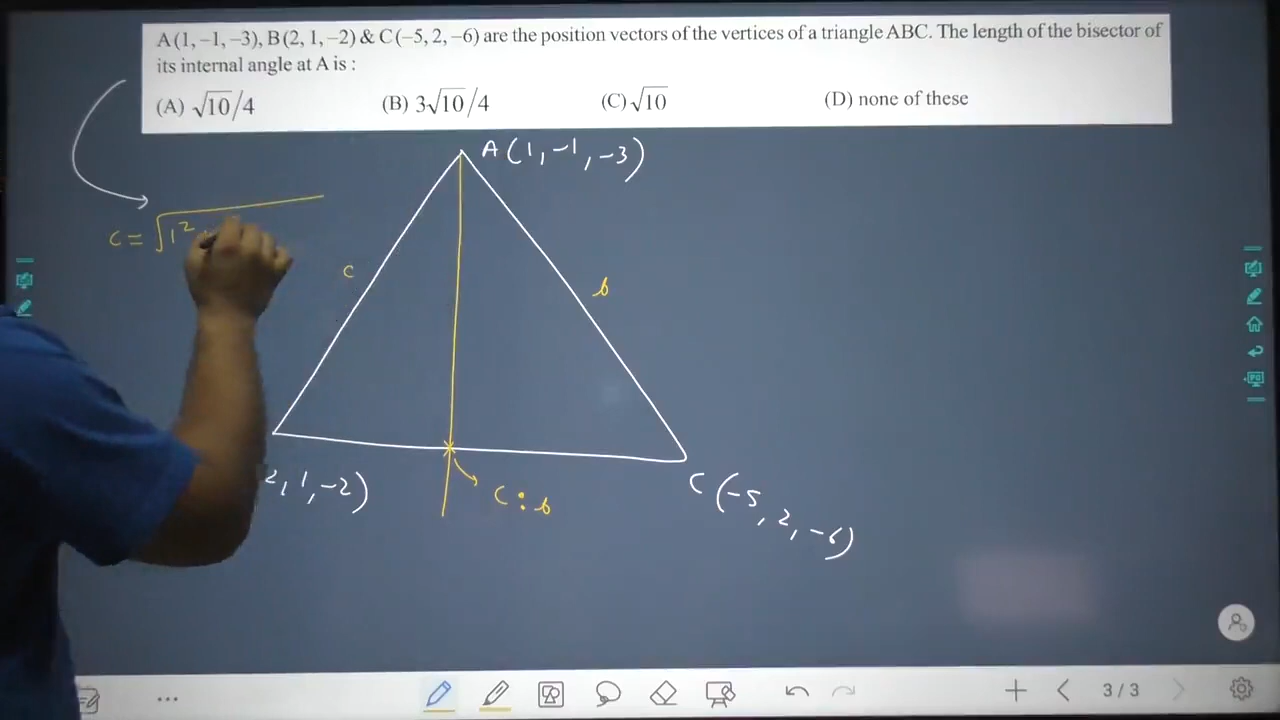 A(1, –1, –3), B(2, 1, –2) & C(–5, 2, –6) are the position vectors of the vertices of a triangle ABC. The length of the bisector of
its internal angle at A is :
(A) √10/4 (B) 3√10/4 (C) √10 (D) none of these
A(1,-1,-3)
c = √1²
c
b
2,1,-2)
c:b
C(-5,2,-6)
3/3